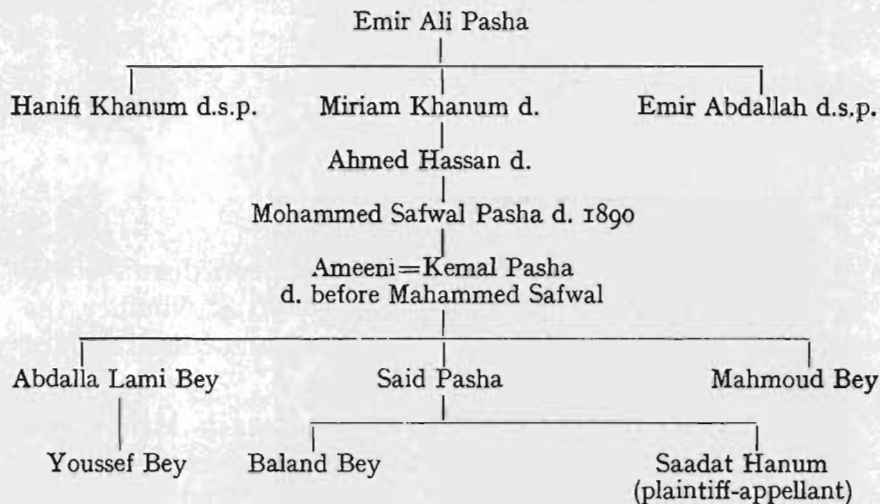 Emir Ali Pasha
Hanifi Khanum d.s.p. Miriam Khanum d. Emir Abdallah d.s.p.
Ahmed Hassan d.
Mohammed Safwal Pasha d. 1890
Ameeni=Kemal Pasha
d. before Mahammed Safwal
Abdalla Lami Bey Said Pasha Mahmoud Bey
Youssef Bey Baland Bey Saadat Hanum
(plaintiff-appellant)